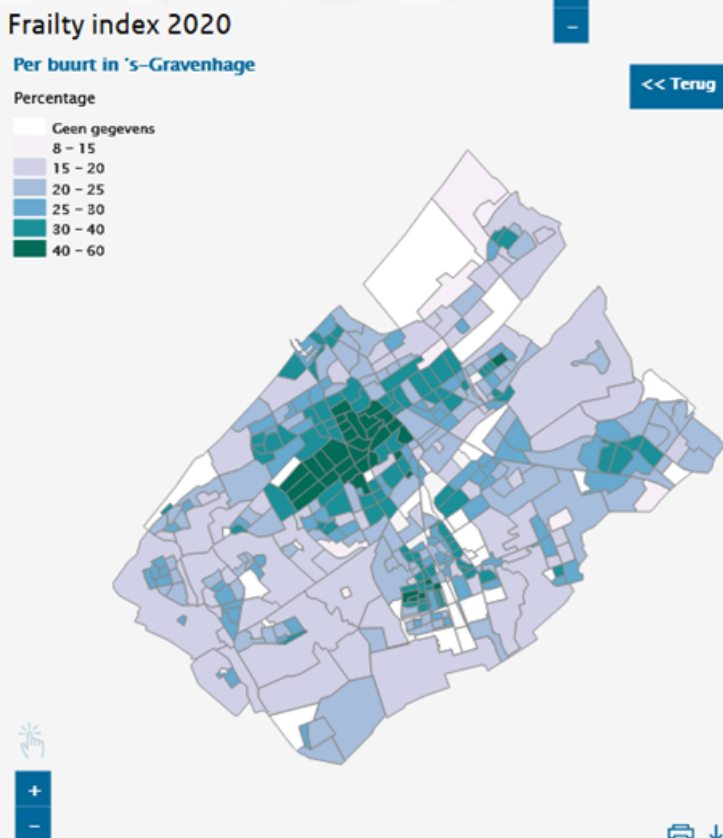 Frailty index 2020
–
Per buurt in 's-Gravenhage
<< Terug
Percentage
Geen gegevens
8 – 15
15 – 20
20 – 25
25 – 30
30 – 40
40 – 60
+
–